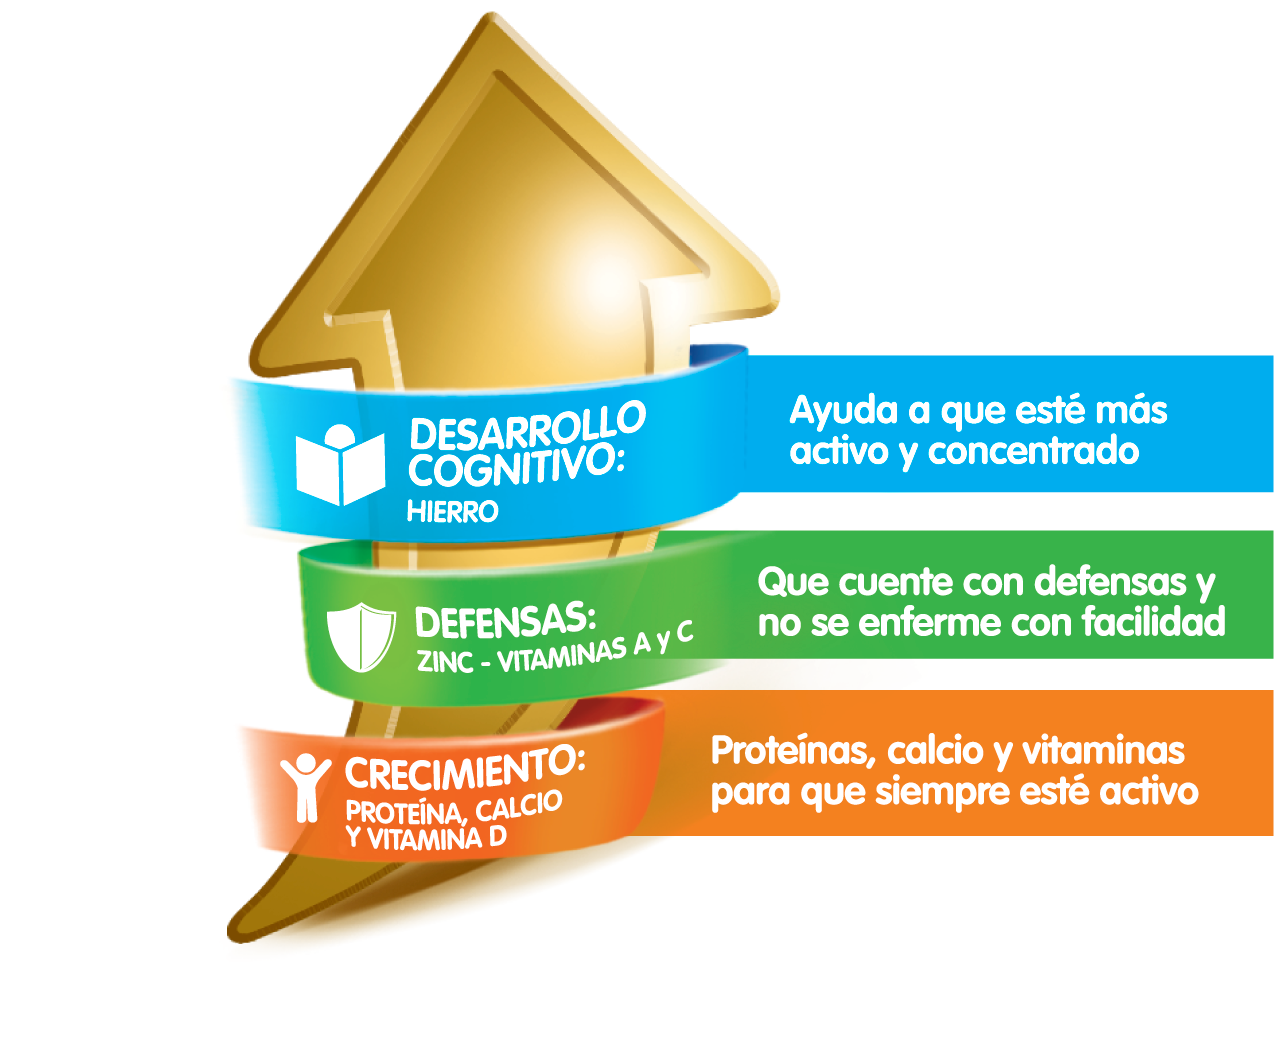 DESARROLLO
COGNITIVO:
HIERRO
Ayuda a que esté más
activo y concentrado
DEFENSAS:
ZINC - VITAMINAS A y C
Que cuente con defensas y
no se enferme con facilidad
CRECIMIENTO:
PROTEÍNA, CALCIO
Y VITAMINA D
Proteínas, calcio y vitaminas
para que siempre esté activo